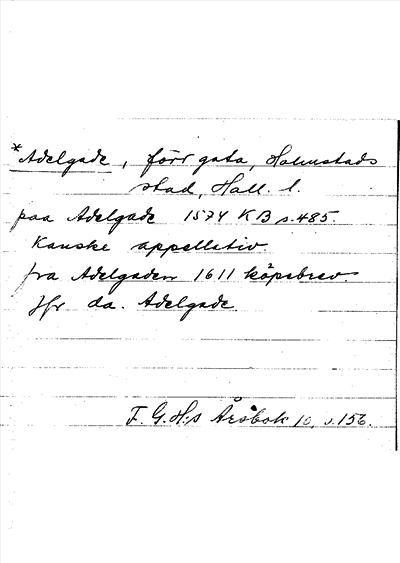 *Adelgade, förr gata, Halmstads
stad, Hall. l.
paa Adelgade 1574 KB s. 485.
Kanske appellativ.
fra Adelgaden 1611 köpebrev.
Jfr da. Adelgade.
F. G. H:s Årsbok 10, s. 156.